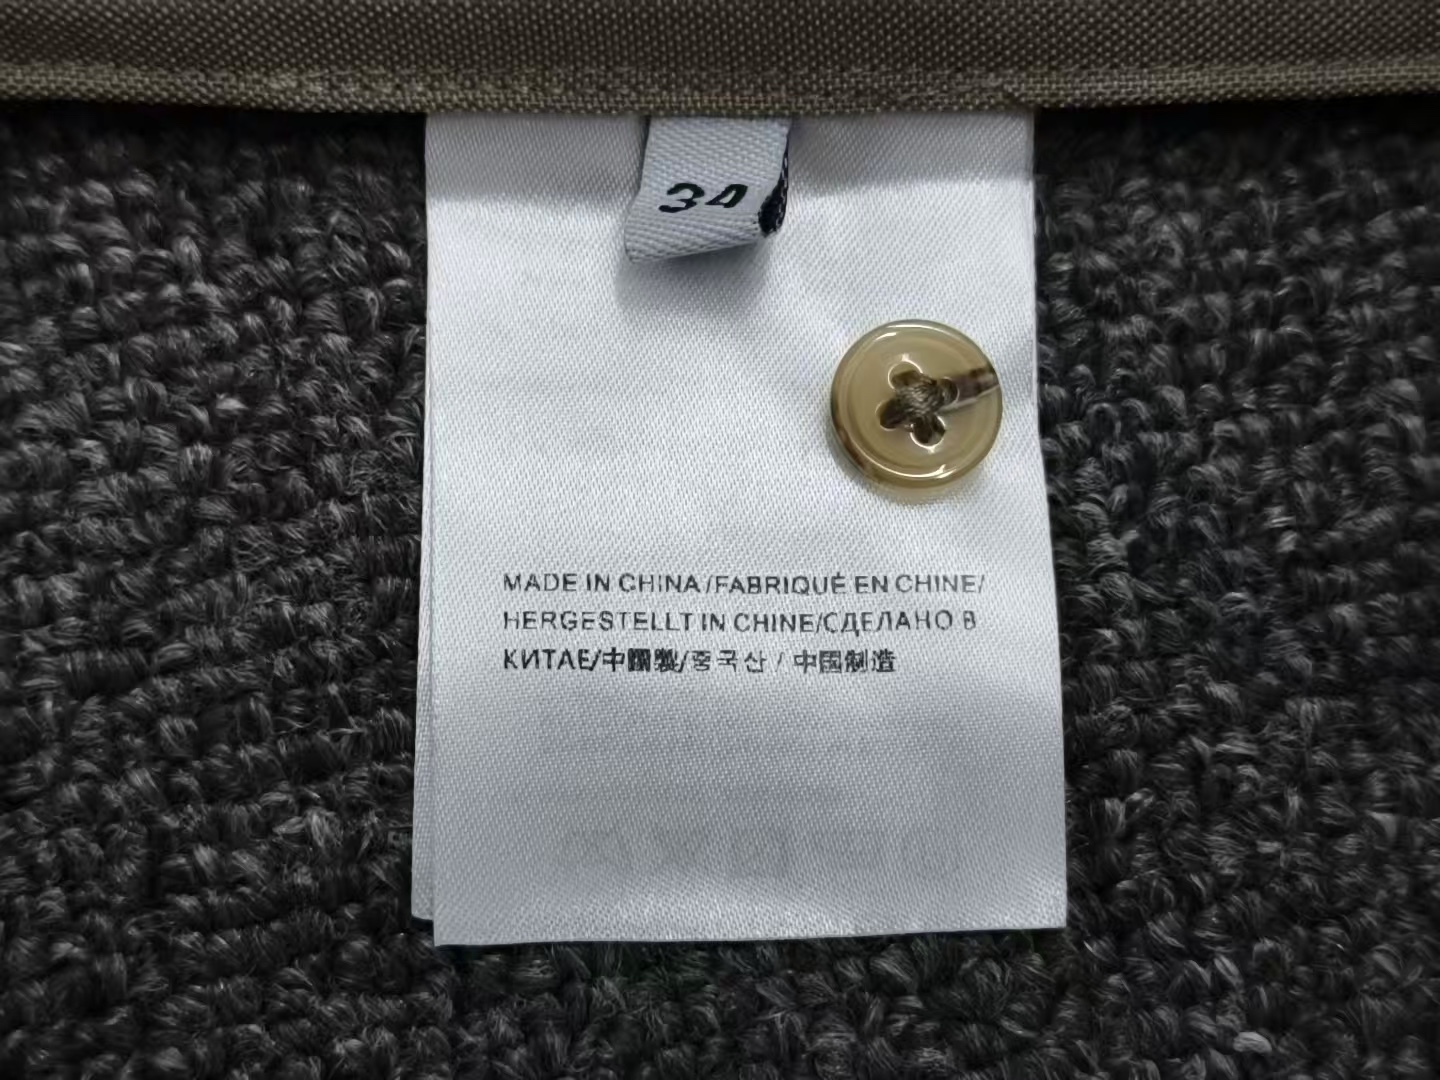 34
MADE IN CHINA/FABRIQUÉ EN CHINE/
HERGESTELLT IN CHINE/СДЕЛАНО В
КИТАЕ/中國製/중국산 / 中国制造